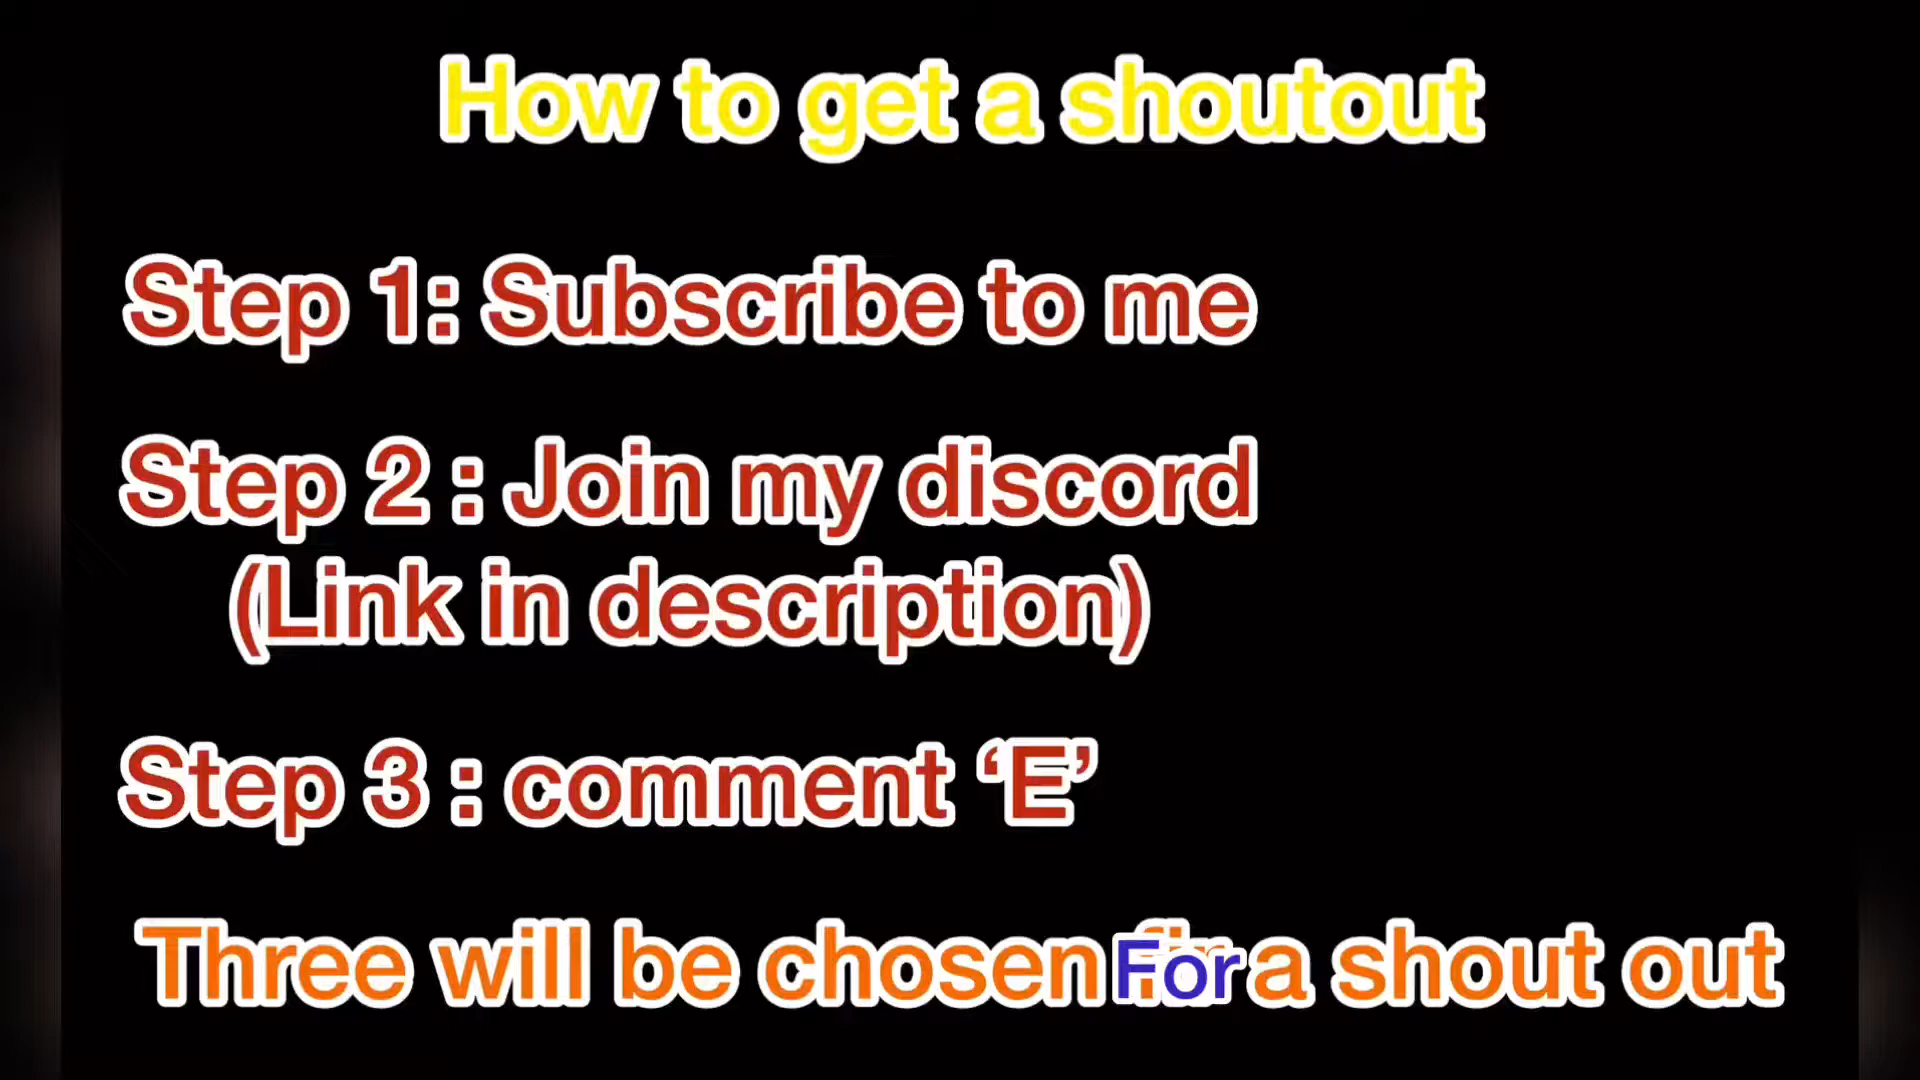 How to get a shoutout
Step 1: Subscribe to me
Step 2 : Join my discord
(Link in description)
Step 3 : comment ‘E’
Three will be chosen For a shout out